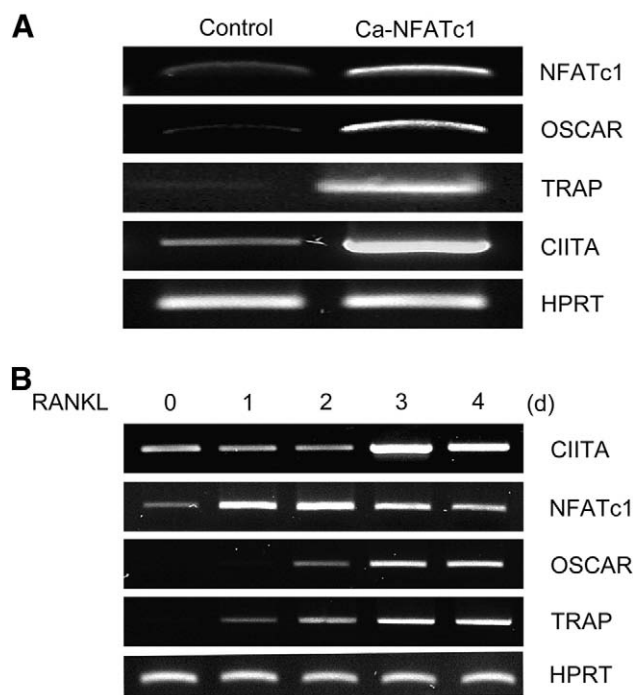 A
Control Ca-NFATc1
NFATc1
OSCAR
TRAP
CIITA
HPRT
B
RANKL 0 1 2 3 4 (d)
CIITA
NFATc1
OSCAR
TRAP
HPRT